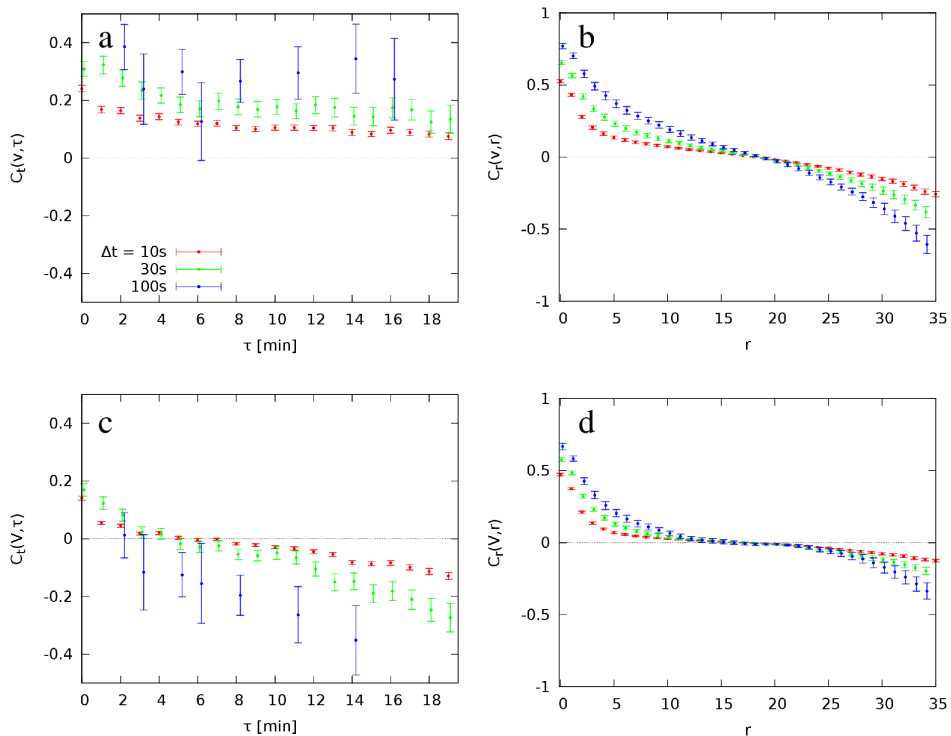 a
0.4
0.2
0
-0.2
-0.4
C_t(v,τ)
Δt = 10s
30s
100s
0 2 4 6 8 10 12 14 16 18
τ [min]
b
1
0.5
0
-0.5
-1
C_r(v,r)
0 5 10 15 20 25 30 35
r
c
0.4
0.2
0
-0.2
-0.4
C_t(V,τ)
0 2 4 6 8 10 12 14 16 18
τ [min]
d
1
0.5
0
-0.5
-1
C_r(V,r)
0 5 10 15 20 25 30 35
r